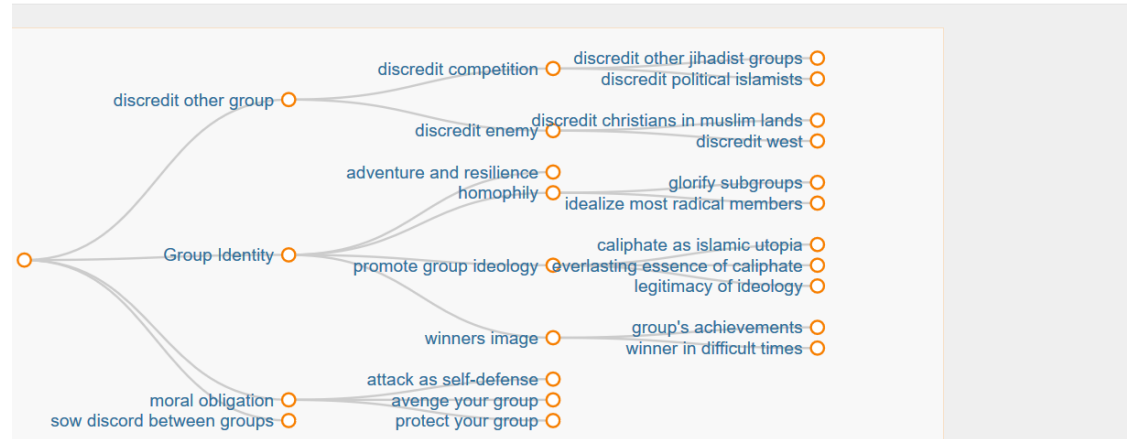 discredit other jihadist groups
discredit competition
discredit political islamists
discredit other group
discredit christians in muslim lands
discredit enemy
discredit west
adventure and resilience
glorify subgroups
homophily
idealize most radical members
caliphate as islamic utopia
Group Identity
promote group ideology
everlasting essence of caliphate
legitimacy of ideology
group's achievements
winners image
winner in difficult times
attack as self-defense
moral obligation
avenge your group
sow discord between groups
protect your group